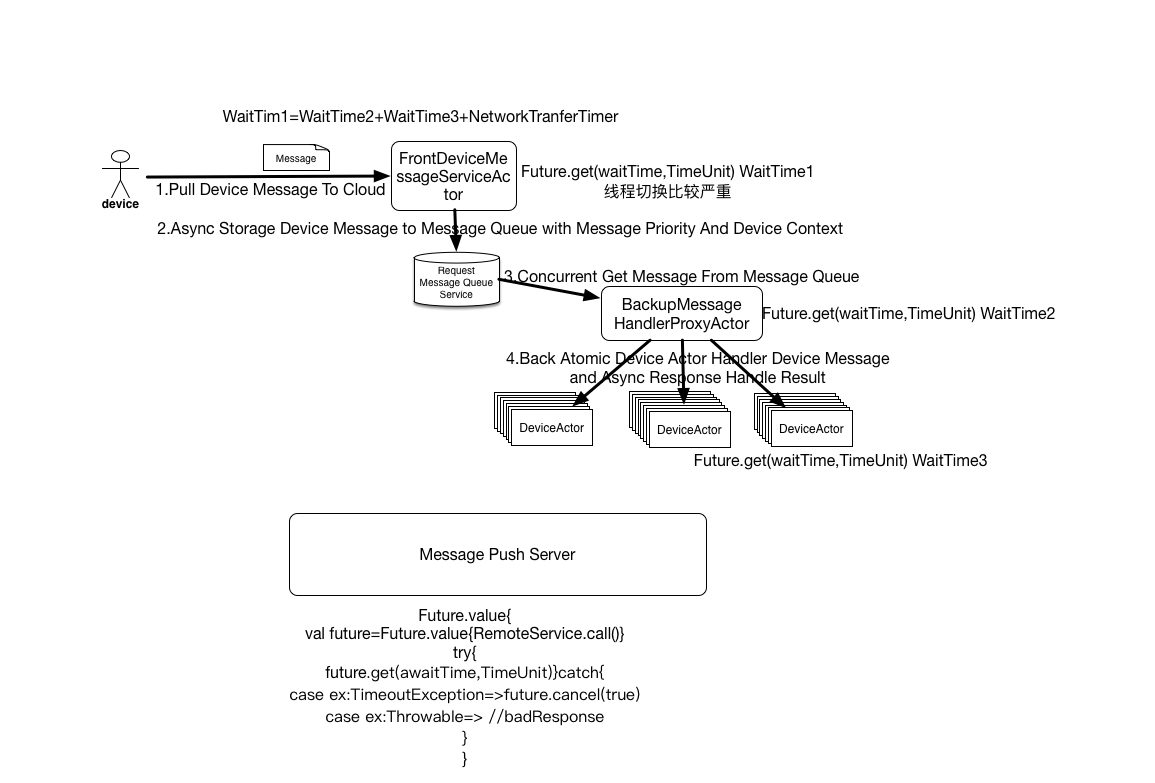 WaitTim1=WaitTime2+WaitTime3+NetworkTranferTimer
Message
FrontDeviceMe
ssageServiceAc
tor
Future.get(waitTime,TimeUnit) WaitTime1
线程切换比较严重
1.Pull Device Message To Cloud
device
2.Async Storage Device Message to Message Queue with Message Priority And Device Context
Request
Message Queue
Service
3.Concurrent Get Message From Message Queue
BackupMessage
HandlerProxyActor
Future.get(waitTime,TimeUnit) WaitTime2
4.Back Atomic Device Actor Handler Device Message
and Async Response Handle Result
DeviceActor
DeviceActor
DeviceActor
Future.get(waitTime,TimeUnit) WaitTime3
Message Push Server
Future.value{
val future=Future.value{RemoteService.call()}
try{
future.get(awaitTime,TimeUnit)}catch{
case ex:TimeoutException=>future.cancel(true)
case ex:Throwable=> //badResponse
}
}